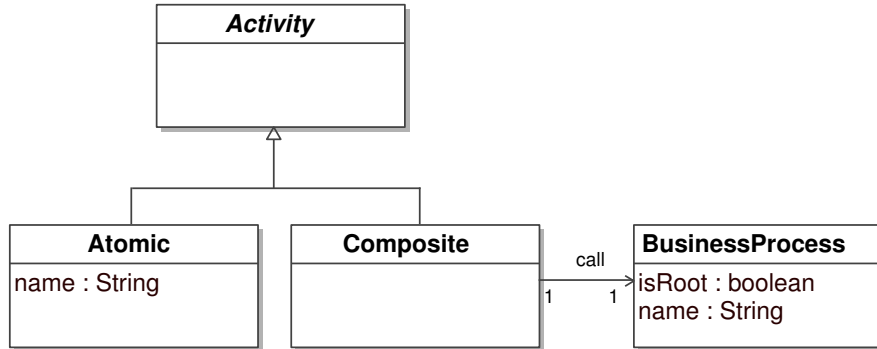 Activity
Atomic
name : String
Composite
call
1
1
BusinessProcess
isRoot : boolean
name : String